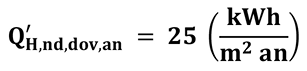 Q′H,nd,dov,an = 25 (kWh/m² an)